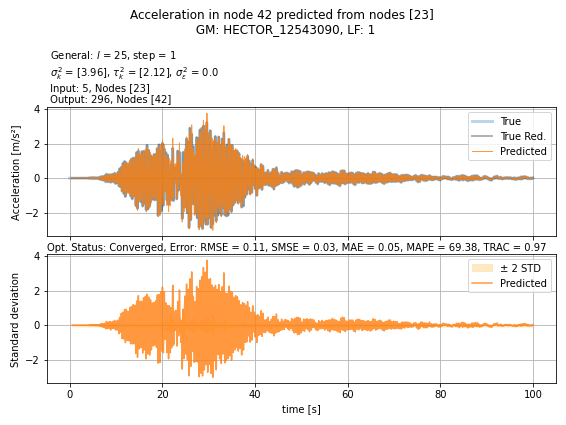 Acceleration in node 42 predicted from nodes [23]
GM: HECTOR_12543090, LF: 1
General: l = 25, step = 1
σ²ₖ = [3.96], τ²ₖ = [2.12], σ²ε = 0.0
Input: 5, Nodes [23]
Output: 296, Nodes [42]
4
2
0
−2
Acceleration [m/s²]
True
True Red.
Predicted
Opt. Status: Converged, Error: RMSE = 0.11, SMSE = 0.03, MAE = 0.05, MAPE = 69.38, TRAC = 0.97
4
2
0
−2
Standard deviation
± 2 STD
Predicted
0 20 40 60 80 100
time [s]